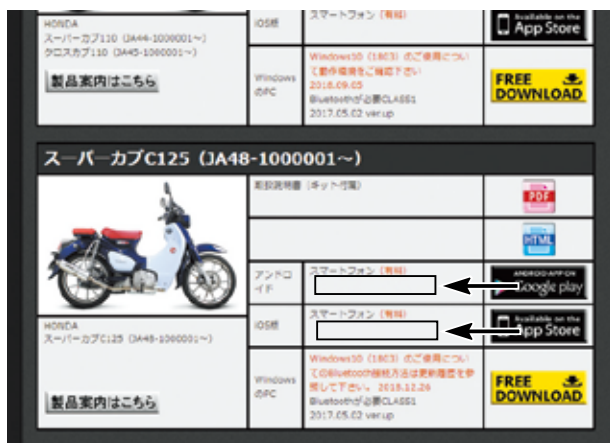 HONDA
スーパーカブ110（JA44-1000001～）
クロスカブ110（JA45-1000001～）
製品案内はこちら
iOS版
スマートフォン（有料）
Available on the
App Store
Windows
のPC
Windows10（1803）のご使用につい
て動作環境をご確認下さい
2018.09.05
Bluetoothが必要CLASS1
2017.05.02 ver.up
FREE
DOWNLOAD
スーパーカブC125（JA48-1000001～）
取扱説明書（キット付属）
PDF
HTML
アンドロ
イド
スマートフォン（有料）
ANDROID APP ON
Google play
HONDA
スーパーカブC125（JA48-1000001～）
製品案内はこちら
iOS版
スマートフォン（有料）
Available on the
App Store
Windows
のPC
Windows10（1803）のご使用につい
てのBluetooth接続方法は更新履歴を参
照して下さい。 2018.12.26
Bluetoothが必要CLASS1
2017.05.02 ver.up
FREE
DOWNLOAD